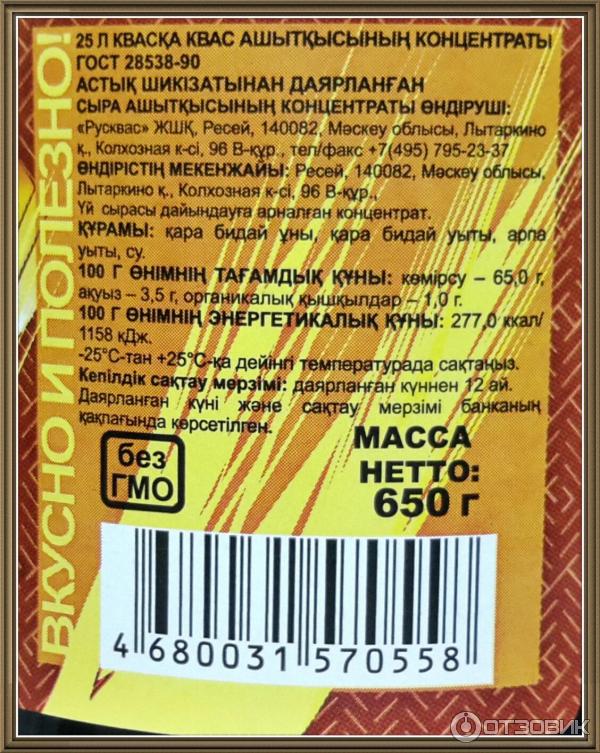 ВКУСНО И ПОЛЕЗНО!
25 Л КВАСҚА КВАС АШЫТҚЫСЫНЫҢ КОНЦЕНТРАТЫ
ГОСТ 28538-90
АСТЫҚ ШИКІЗАТЫНАН ДАЯРЛАНҒАН
СЫРА АШЫТҚЫСЫНЫҢ КОНЦЕНТРАТЫ ӨНДІРУШІ:
«Русквас» ЖШҚ, Ресей, 140082, Мәскеу облысы, Лыткарино
қ., Колхозная к-сі, 96 В-құр., тел/факс +7(495) 795-23-37
ӨНДІРІСТІҢ МЕКЕНЖАЙЫ: Ресей, 140082, Мәскеу облысы,
Лыткарино қ., Колхозная к-сі, 96 В-құр.,
Үй сырасы дайындауға арналған концентрат.
ҚҰРАМЫ: қара бидай ұны, қара бидай уыты, арпа
уыты, су.
100 Г ӨНІМНІҢ ТАҒАМДЫҚ ҚҰНЫ: көмірсу – 65,0 г,
ақуыз – 3,5 г, органикалық қышқылдар – 1,0 г.
100 Г ӨНІМНІҢ ЭНЕРГЕТИКАЛЫҚ ҚҰНЫ: 277,0 ккал/
1158 кДж.
-25°С-тан +25°С-қа дейінгі температурада сақтаңыз.
Кепілдік сақтау мерзімі: даярланған күннен 12 ай.
Даярланған күні және сақтау мерзімі банканың
қақпағында көрсетілген.
без
ГМО
МАССА
НЕТТО:
650 г
4 680031 570558
ОТЗОВИК